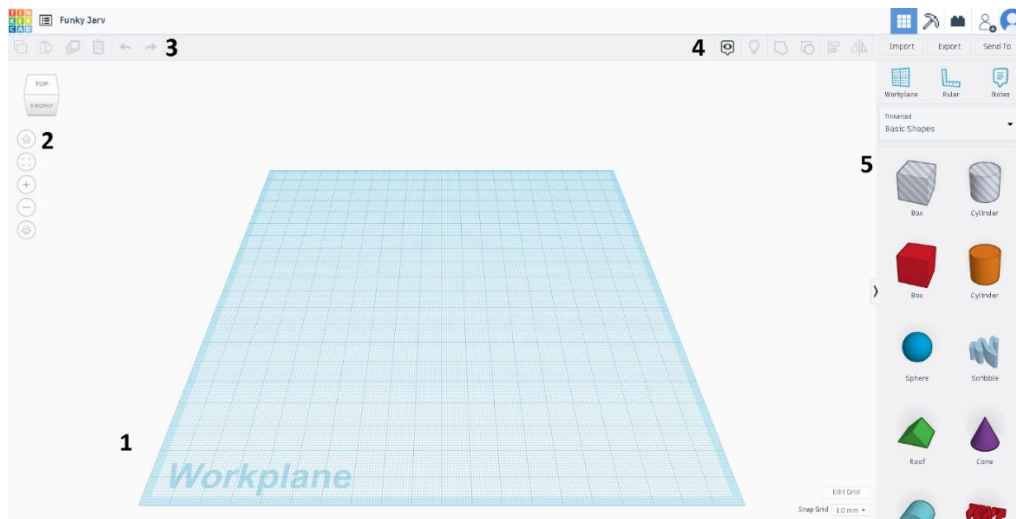 TIN
KER
CAD
Funky Jarv
3
4
Import Export Send To
TOP
FRONT
2
Workplane Ruler Notes
Tinkercad
Basic Shapes
5
Box Cylinder
Box Cylinder
Sphere Scribble
Roof Cone
1
Workplane
Edit Grid
Snap Grid 1.0 mm